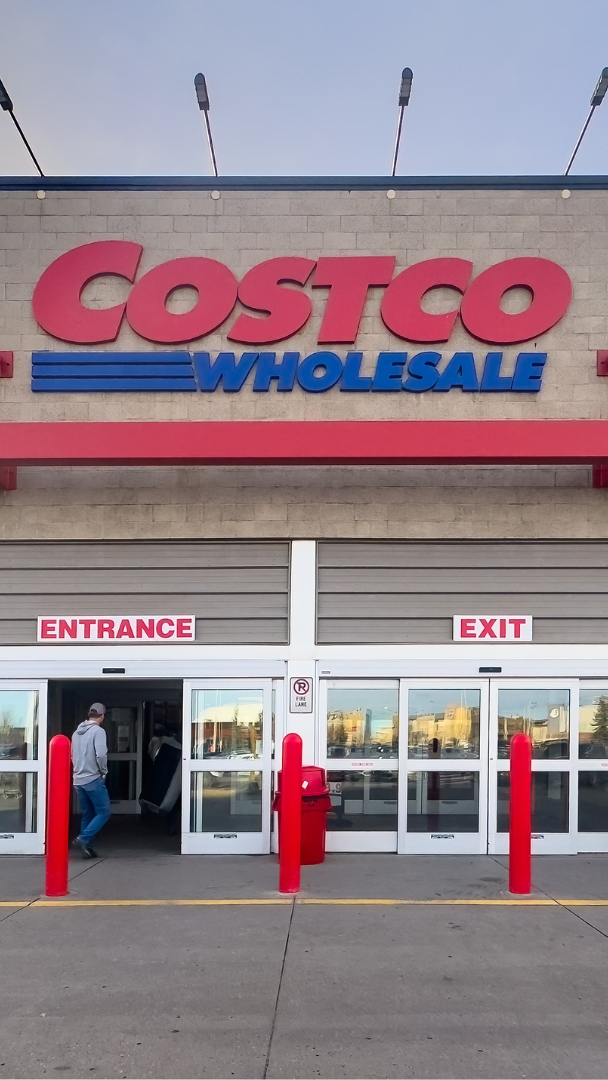 COSTCO
WHOLESALE
ENTRANCE
EXIT
FIRE
LANE